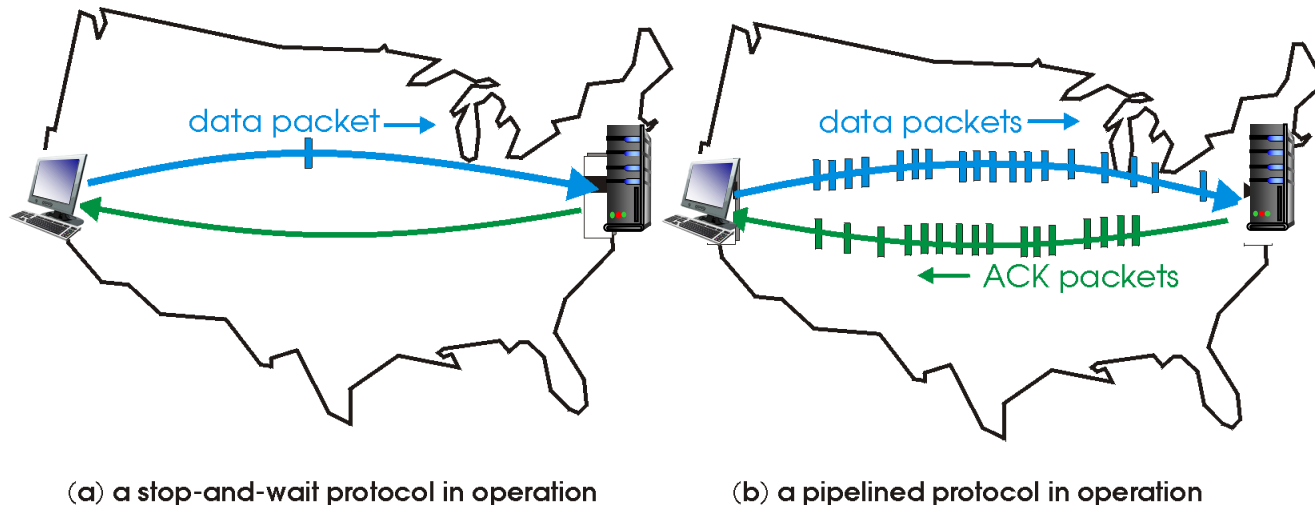 data packet
data packets
ACK packets
(a) a stop-and-wait protocol in operation
(b) a pipelined protocol in operation